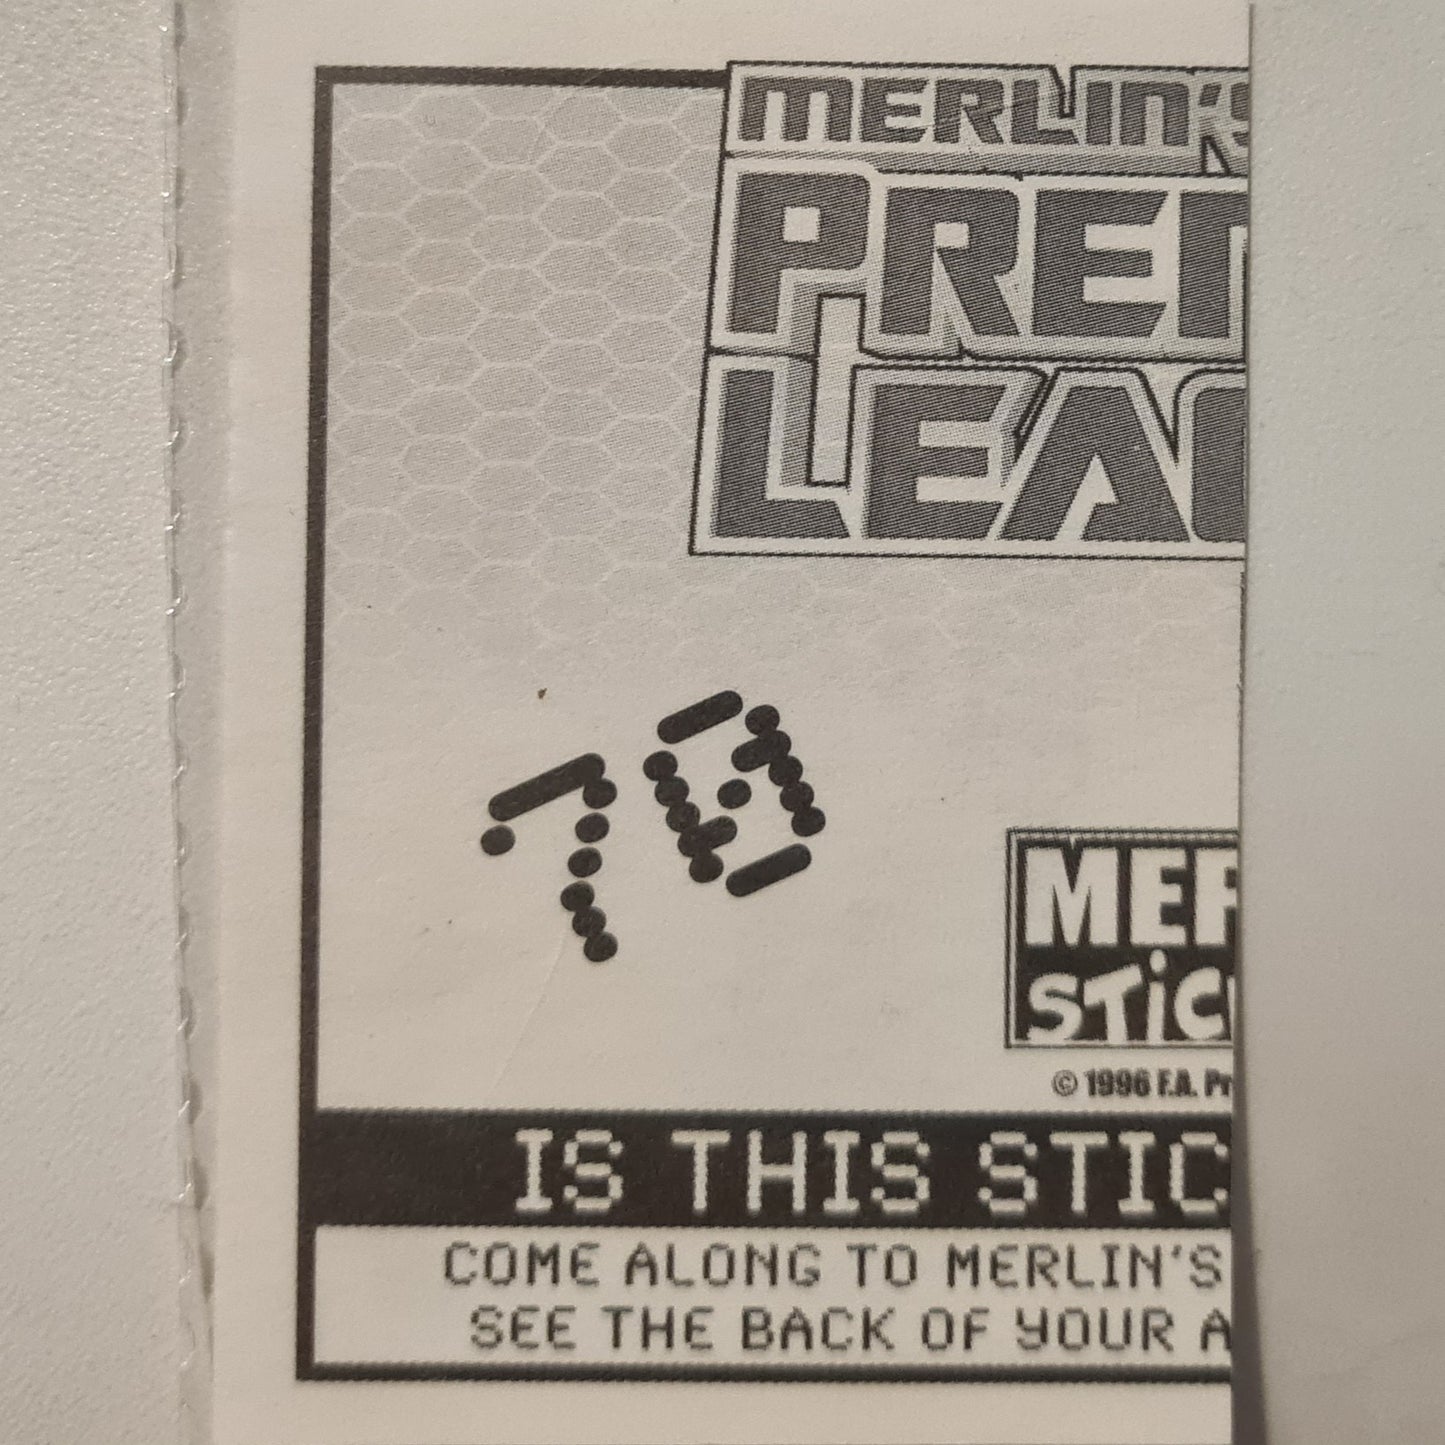 MERLIN'S
PREM
LEAG
70
MER
STICK
© 1996 F.A. Pr
IS THIS STIC
COME ALONG TO MERLIN'S
SEE THE BACK OF YOUR A